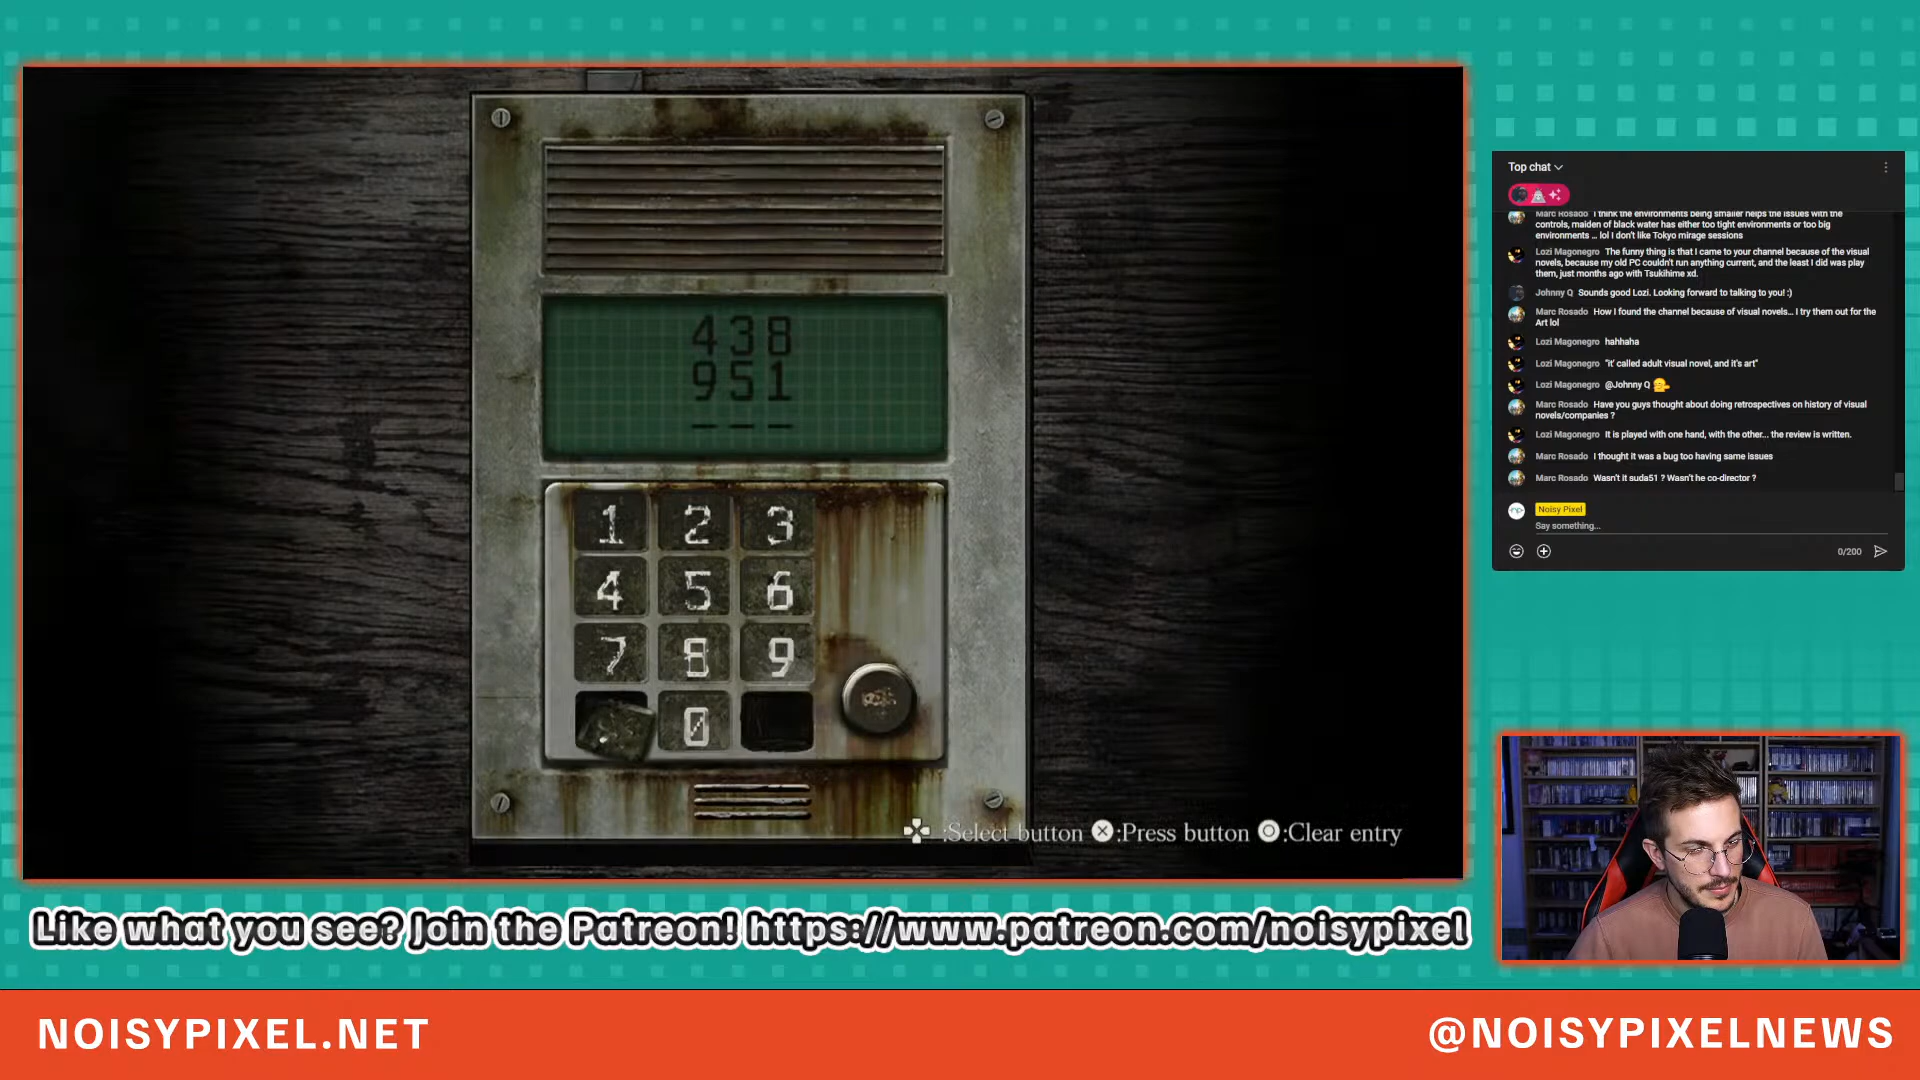 438
951
_ _ _
1 2 3
4 5 6
7 8 9
0
:Select button :Press button :Clear entry
Top chat
Marc Rosado I think the environments being smaller helps the issues with the
controls, maiden of black water has either too tight environments or too big
environments ... lol I don't like Tokyo mirage sessions
Lozi Magonegro The funny thing is that I came to your channel because of the visual
novels, because my old PC couldn't run anything current, and the least I did was play
them, just months ago with Tsukihime xd.
Johnny Q Sounds good Lozi. Looking forward to talking to you! :)
Marc Rosado How I found the channel because of visual novels... I try them out for the
Art lol
Lozi Magonegro hahhaha
Lozi Magonegro "it' called adult visual novel, and it's art"
Lozi Magonegro @Johnny Q
Marc Rosado Have you guys thought about doing retrospectives on history of visual
novels/companies ?
Lozi Magonegro It is played with one hand, with the other... the review is written.
Marc Rosado I thought it was a bug too having same issues
Marc Rosado Wasn't it suda51 ? Wasn't he co-director ?
Noisy Pixel
Say something...
0/200
Like what you see? Join the Patreon! https://www.patreon.com/noisypixel
NOISYPIXEL.NET
@NOISYPIXELNEWS